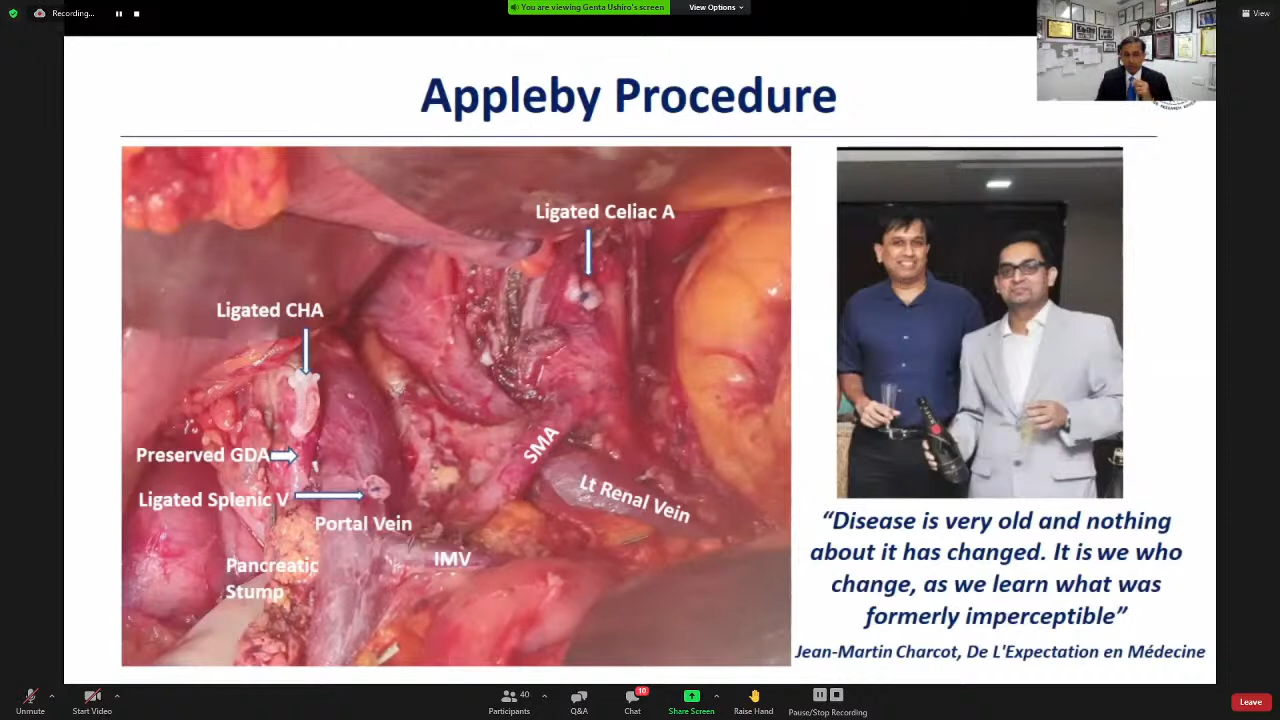 Recording...
You are viewing Genta Ushiro's screen
View Options
View
Appleby Procedure
Ligated Celiac A
Ligated CHA
Preserved GDA
Ligated Splenic V
Portal Vein
Pancreatic
Stump
IMV
SMA
Lt Renal Vein
“Disease is very old and nothing
about it has changed. It is we who
change, as we learn what was
formerly imperceptible”
Jean-Martin Charcot, De L'Expectation en Médecine
Unmute
Start Video
40
Participants
Q&A
10
Chat
Share Screen
Raise Hand
Pause/Stop Recording
Leave